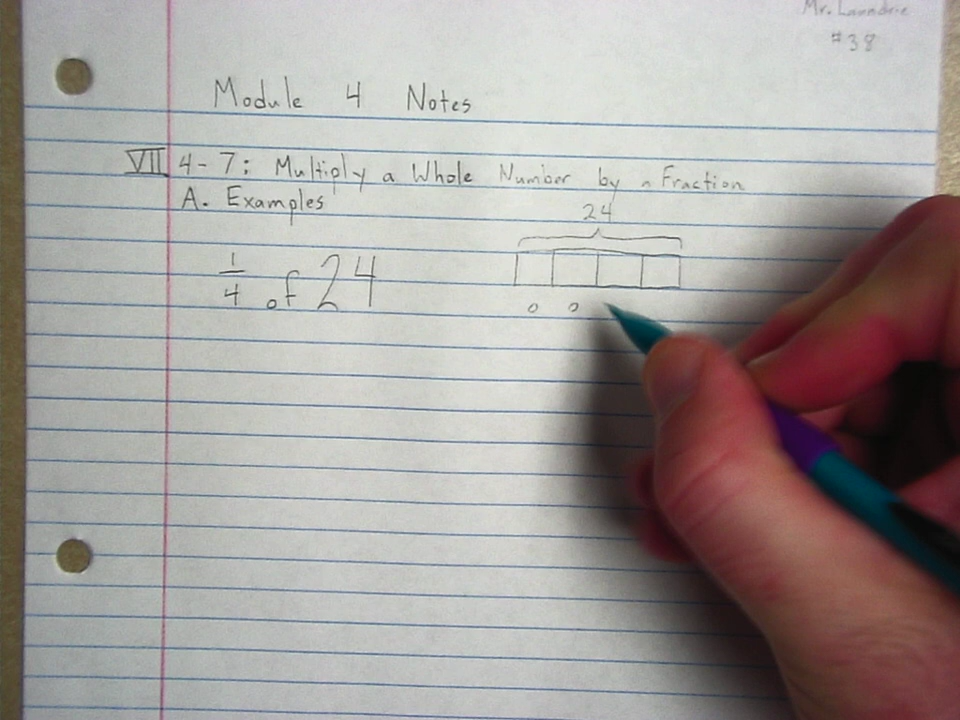 Mr. Laundrie
#38
Module 4 Notes
VII 4-7: Multiply a Whole Number by a Fraction
A. Examples
24
1/4 of 24